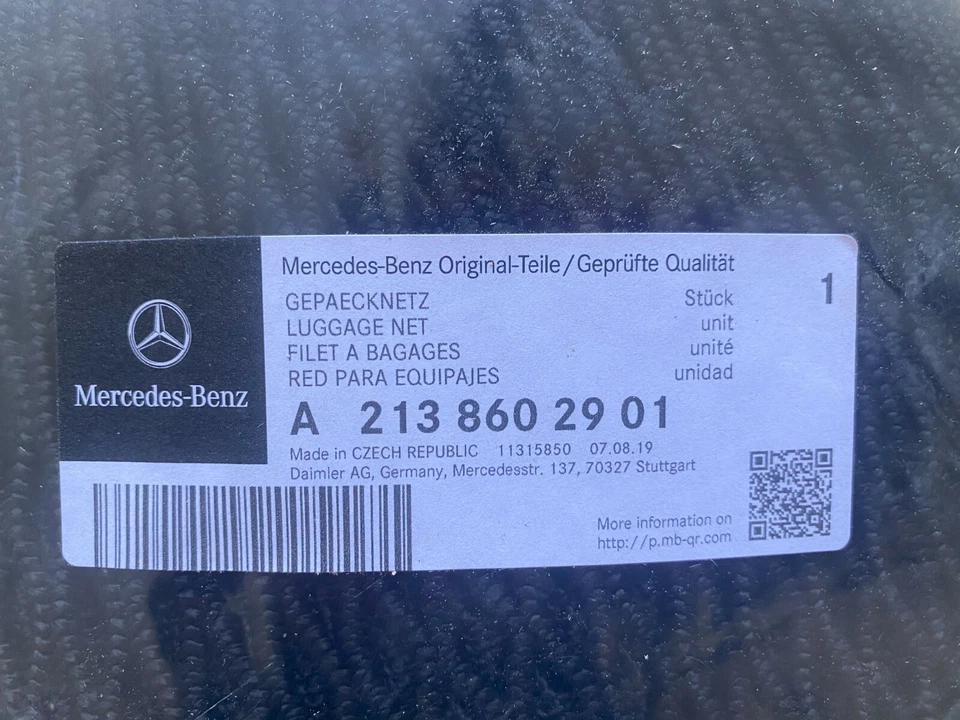 Mercedes-Benz
Mercedes-Benz Original-Teile/Geprüfte Qualität
GEPAECKNETZ Stück 1
LUGGAGE NET unit
FILET A BAGAGES unité
RED PARA EQUIPAJES unidad
A 213 860 29 01
Made in CZECH REPUBLIC 11315850 07.08.19
Daimler AG, Germany, Mercedesstr. 137, 70327 Stuttgart
More information on
http://p.mb-qr.com